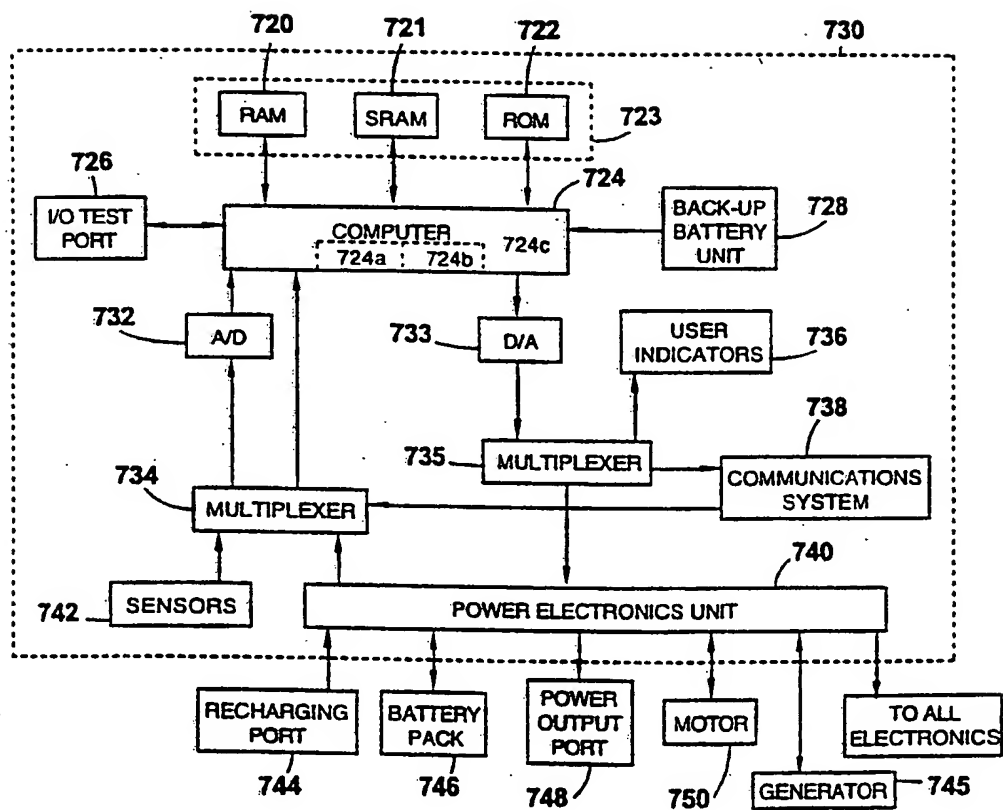 720
721
722
730
RAM
SRAM
ROM
723
726
724
I/O TEST
PORT
COMPUTER
724a
724b
724c
BACK-UP
BATTERY
UNIT
728
732
A/D
733
D/A
USER
INDICATORS
736
738
735
MULTIPLEXER
COMMUNICATIONS
SYSTEM
734
MULTIPLEXER
740
742
SENSORS
POWER ELECTRONICS UNIT
RECHARGING
PORT
744
BATTERY
PACK
746
POWER
OUTPUT
PORT
748
MOTOR
750
TO ALL
ELECTRONICS
GENERATOR
745